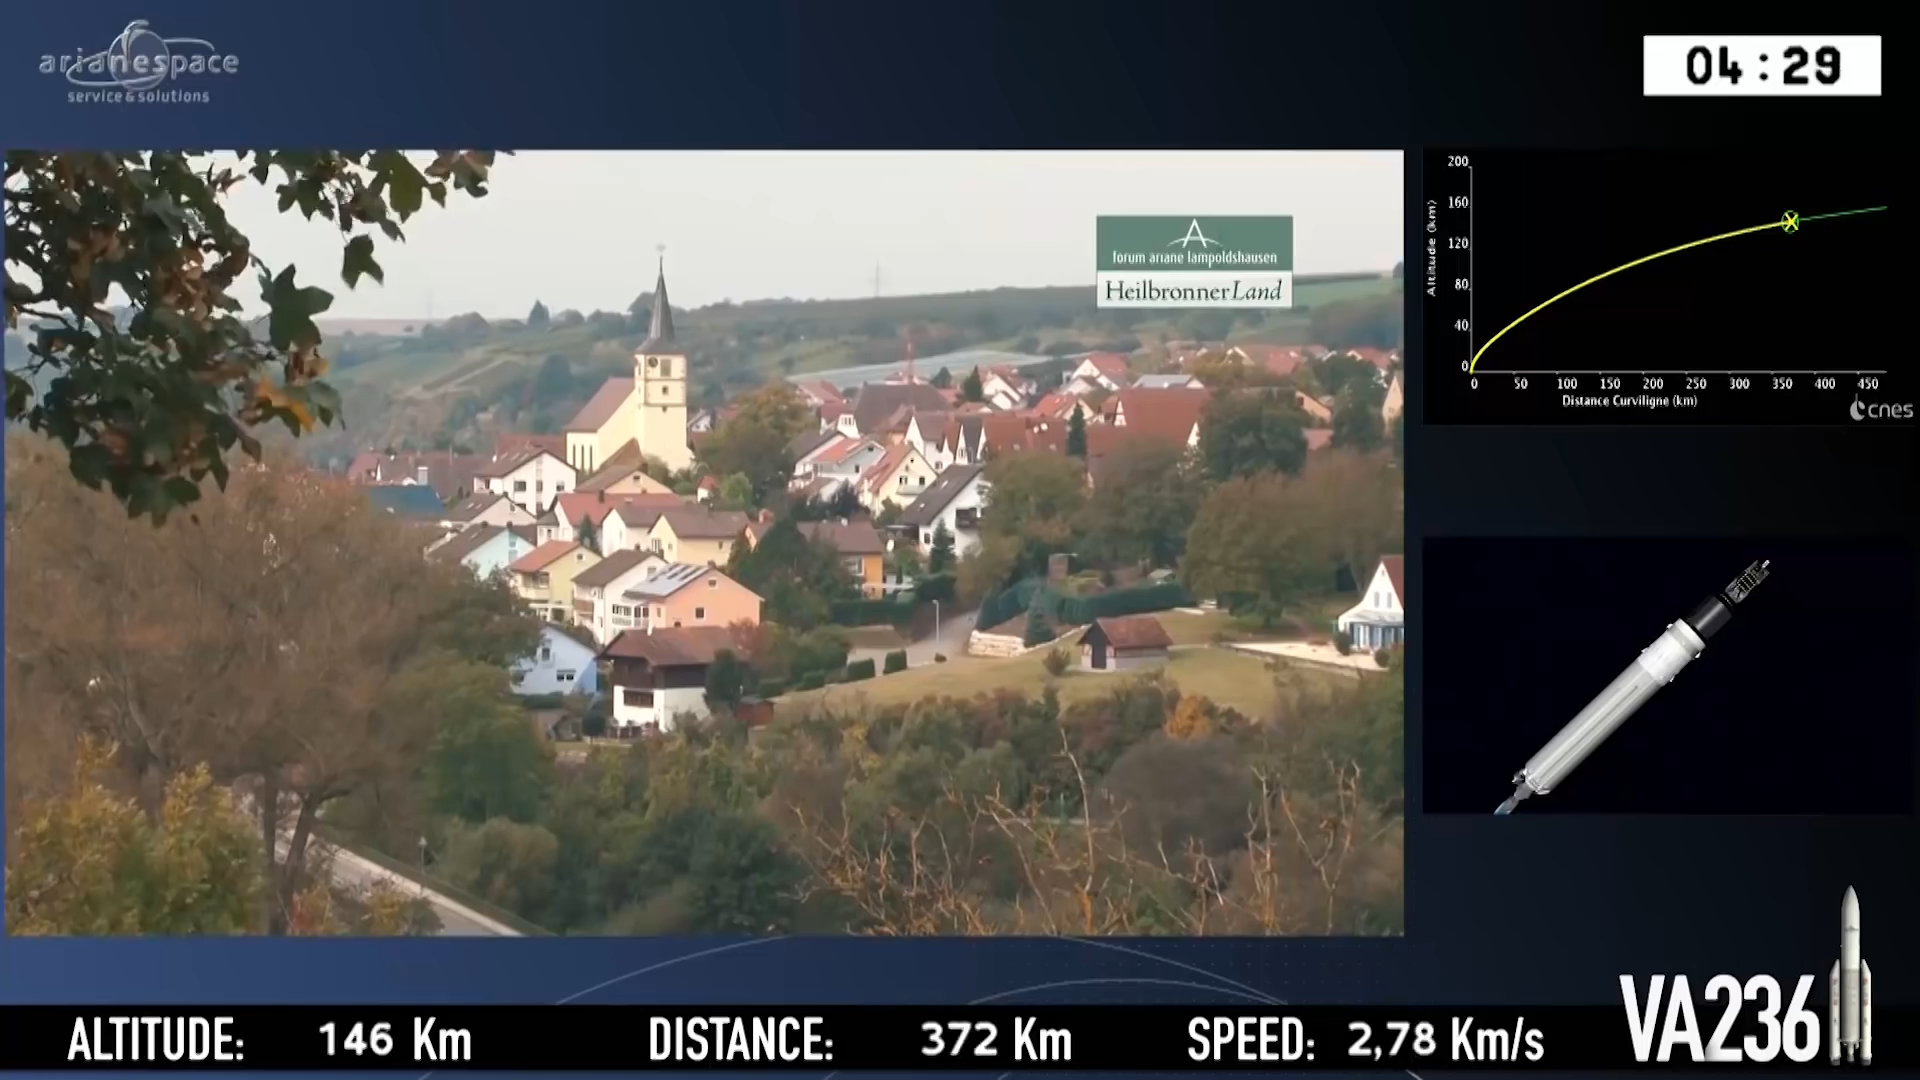 arianespace
service & solutions
04:29
forum ariane lampoldshausen
HeilbronnerLand
200
160
120
80
40
0
Altitude (km)
0 50 100 150 200 250 300 350 400 450
Distance Curviligne (km)
cnes
VA236
ALTITUDE: 146 Km DISTANCE: 372 Km SPEED: 2,78 Km/s